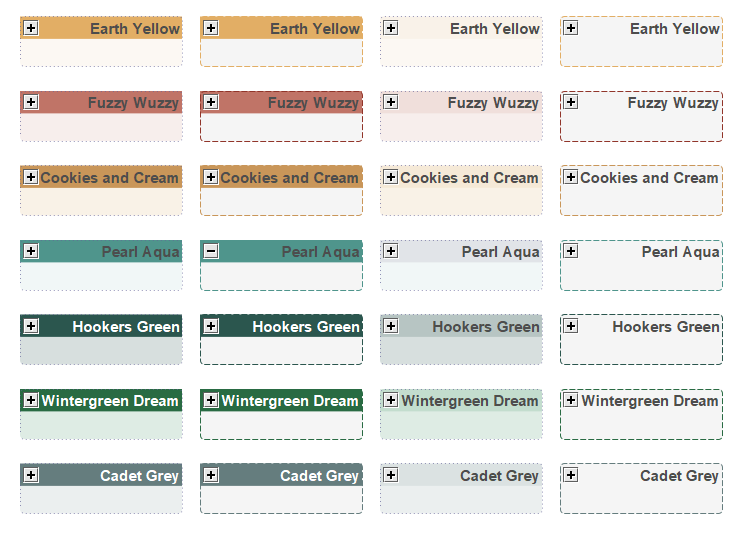 Earth Yellow Earth Yellow Earth Yellow Earth Yellow
Fuzzy Wuzzy Fuzzy Wuzzy Fuzzy Wuzzy Fuzzy Wuzzy
Cookies and Cream Cookies and Cream Cookies and Cream Cookies and Cream
Pearl Aqua Pearl Aqua Pearl Aqua Pearl Aqua
Hookers Green Hookers Green Hookers Green Hookers Green
Wintergreen Dream Wintergreen Dream Wintergreen Dream Wintergreen Dream
Cadet Grey Cadet Grey Cadet Grey Cadet Grey